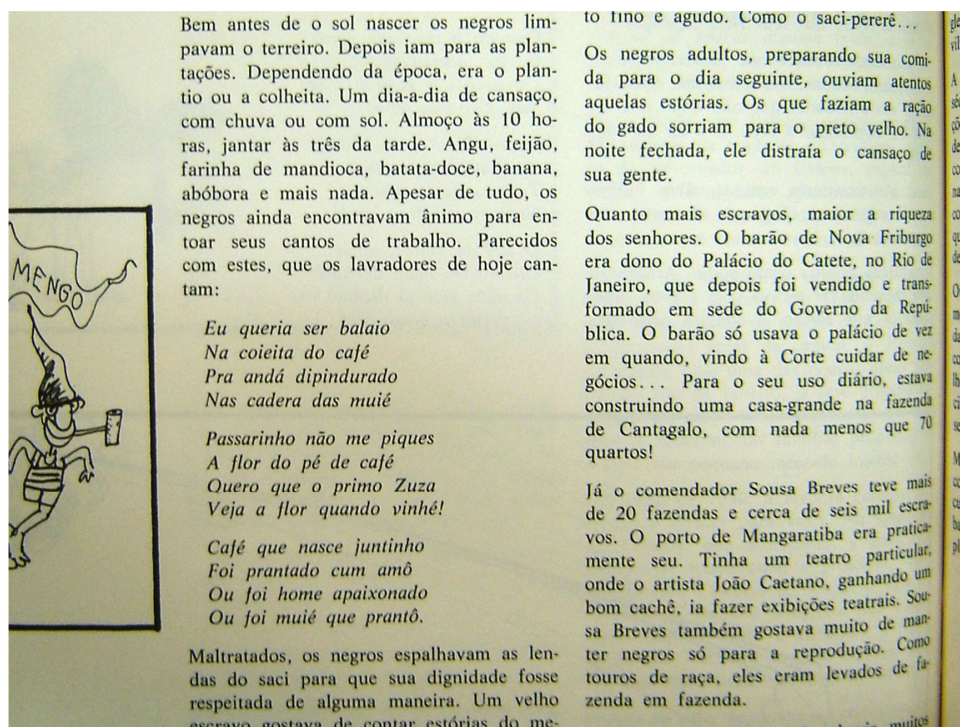 MENGO
Bem antes de o sol nascer os negros lim-
pavam o terreiro. Depois iam para as plan-
tações. Dependendo da época, era o plan-
tio ou a colheita. Um dia-a-dia de cansaço,
com chuva ou com sol. Almoço às 10 ho-
ras, jantar às três da tarde. Angu, feijão,
farinha de mandioca, batata-doce, banana,
abóbora e mais nada. Apesar de tudo, os
negros ainda encontravam ânimo para en-
toar seus cantos de trabalho. Parecidos
com estes, que os lavradores de hoje can-
tam:
Eu queria ser balaio
Na coieita do café
Pra andá dipindurado
Nas cadera das muié
Passarinho não me piques
A flor do pé de café
Quero que o primo Zuza
Veja a flor quando vinhé!
Café que nasce juntinho
Foi prantado cum amô
Ou foi home apaixonado
Ou foi muié que prantô.
Maltratados, os negros espalhavam as len-
das do saci para que sua dignidade fosse
respeitada de alguma maneira. Um velho
escravo gostava de contar estórias do me-
to fino e agudo. Como o saci-pererê...
Os negros adultos, preparando sua comi-
da para o dia seguinte, ouviam atentos
aquelas estórias. Os que faziam a ração
do gado sorriam para o preto velho. Na
noite fechada, ele distraía o cansaço de
sua gente.
Quanto mais escravos, maior a riqueza
dos senhores. O barão de Nova Friburgo
era dono do Palácio do Catete, no Rio de
Janeiro, que depois foi vendido e trans-
formado em sede do Governo da Repú-
blica. O barão só usava o palácio de vez
em quando, vindo à Corte cuidar de ne-
gócios... Para o seu uso diário, estava
construindo uma casa-grande na fazenda
de Cantagalo, com nada menos que 70
quartos!
Já o comendador Sousa Breves teve mais
de 20 fazendas e cerca de seis mil escra-
vos. O porto de Mangaratiba era pratica-
mente seu. Tinha um teatro particular,
onde o artista João Caetano, ganhando um
bom cachê, ia fazer exibições teatrais. Sou-
sa Breves também gostava muito de man-
ter negros só para a reprodução. Como
touros de raça, eles eram levados de fa-
zenda em fazenda.
muitos